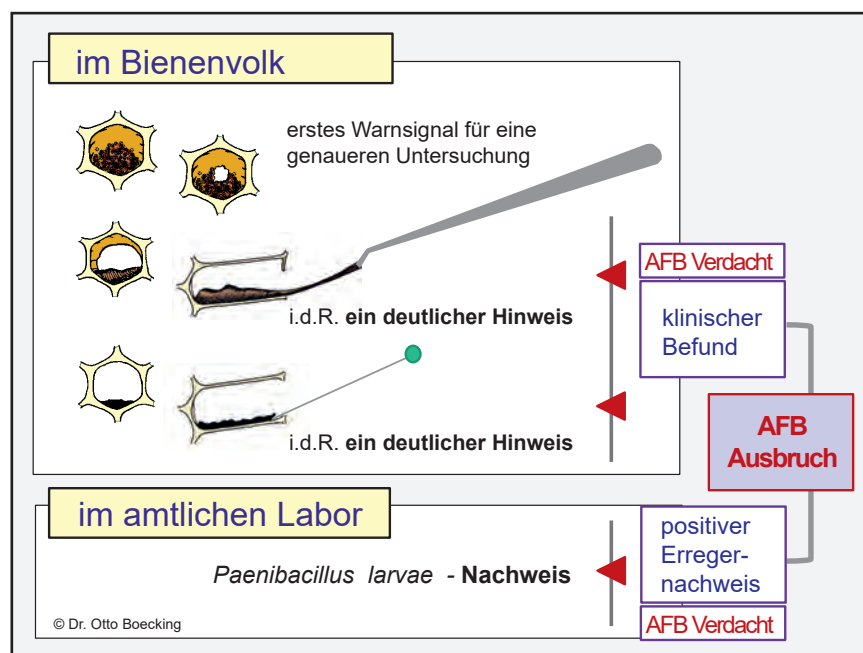 im Bienenvolk
erstes Warnsignal für eine
genaueren Untersuchung
AFB Verdacht
klinischer
Befund
i.d.R. ein deutlicher Hinweis
i.d.R. ein deutlicher Hinweis
AFB
Ausbruch
im amtlichen Labor
positiver
Erreger-
nachweis
Paenibacillus larvae - Nachweis
AFB Verdacht
© Dr. Otto Boecking